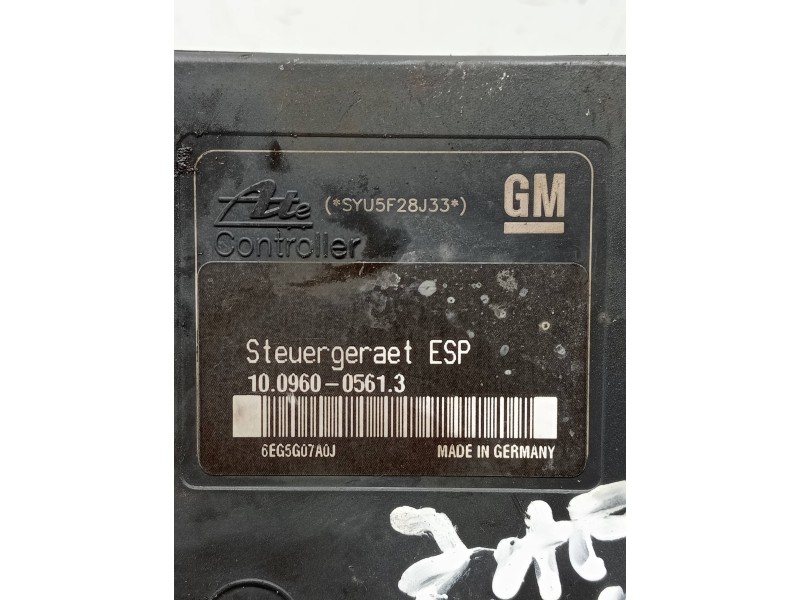 Ate (*SYU5F28J33*) GM
Controller
Steuergeraet ESP
10.0960-0561.3
6EG5G07A0J MADE IN GERMANY